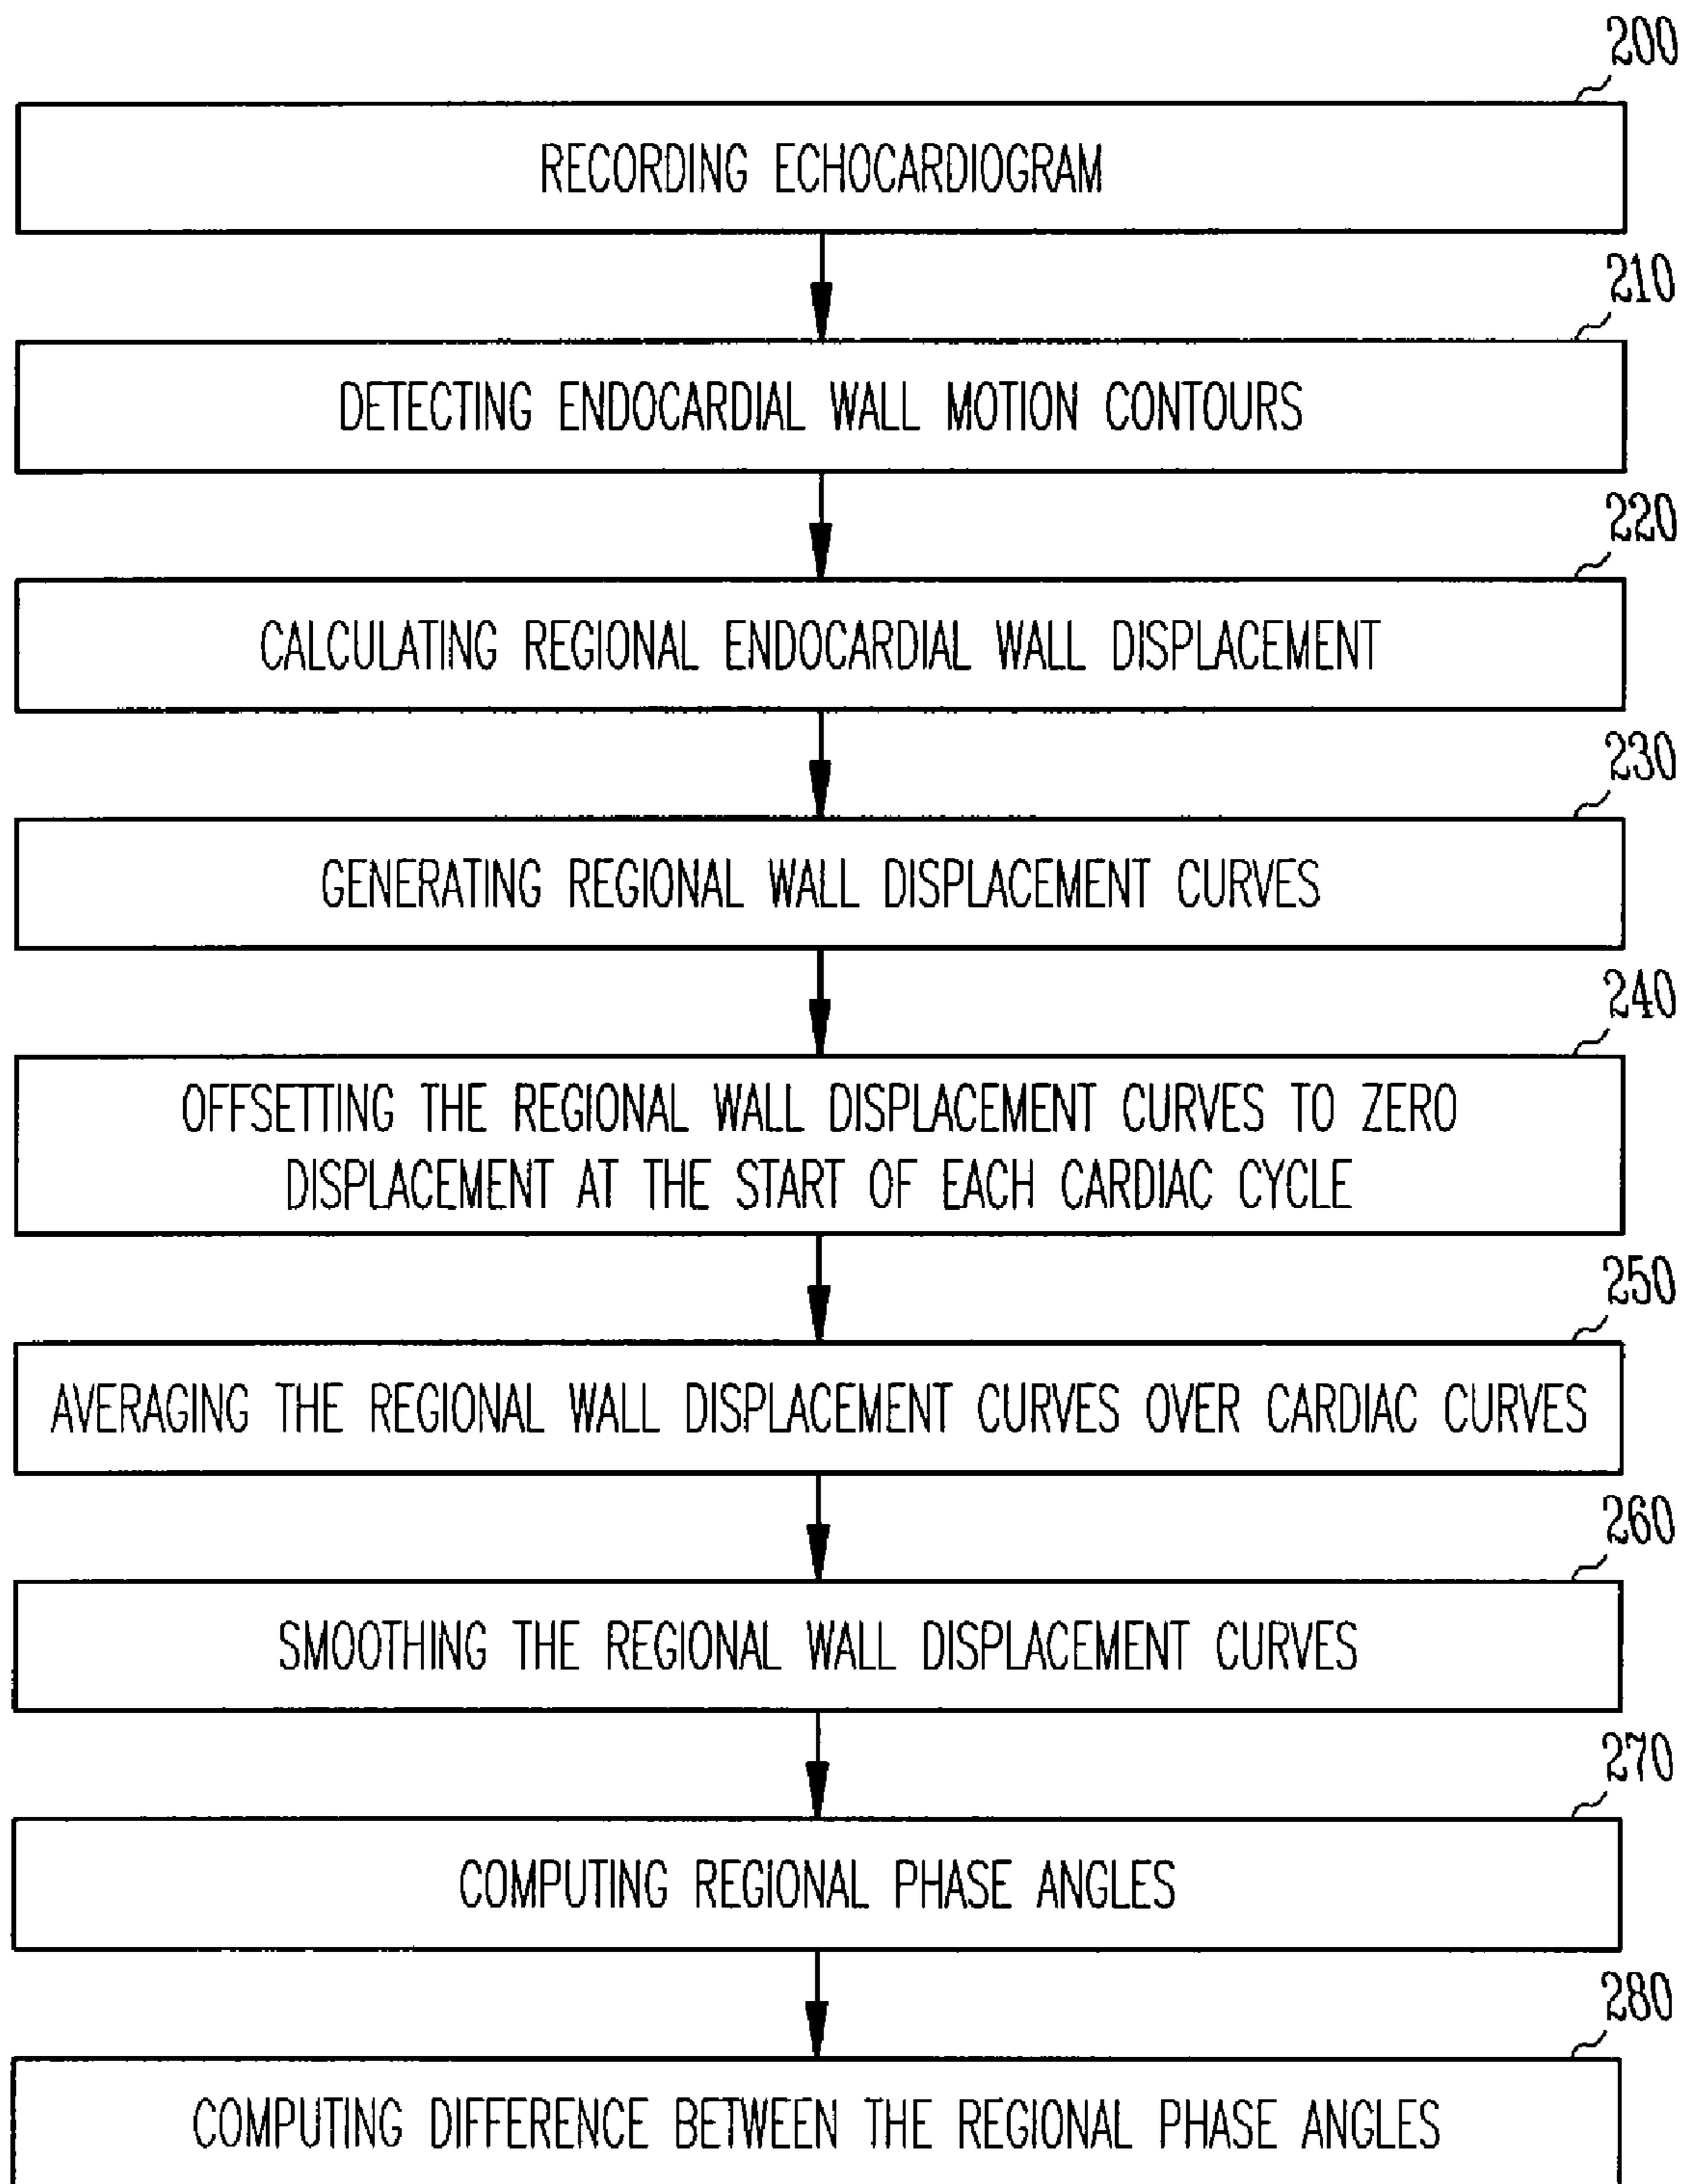 200
RECORDING ECHOCARDIOGRAM
210
DETECTING ENDOCARDIAL WALL MOTION CONTOURS
220
CALCULATING REGIONAL ENDOCARDIAL WALL DISPLACEMENT
230
GENERATING REGIONAL WALL DISPLACEMENT CURVES
240
OFFSETTING THE REGIONAL WALL DISPLACEMENT CURVES TO ZERO
DISPLACEMENT AT THE START OF EACH CARDIAC CYCLE
250
AVERAGING THE REGIONAL WALL DISPLACEMENT CURVES OVER CARDIAC CURVES
260
SMOOTHING THE REGIONAL WALL DISPLACEMENT CURVES
270
COMPUTING REGIONAL PHASE ANGLES
280
COMPUTING DIFFERENCE BETWEEN THE REGIONAL PHASE ANGLES